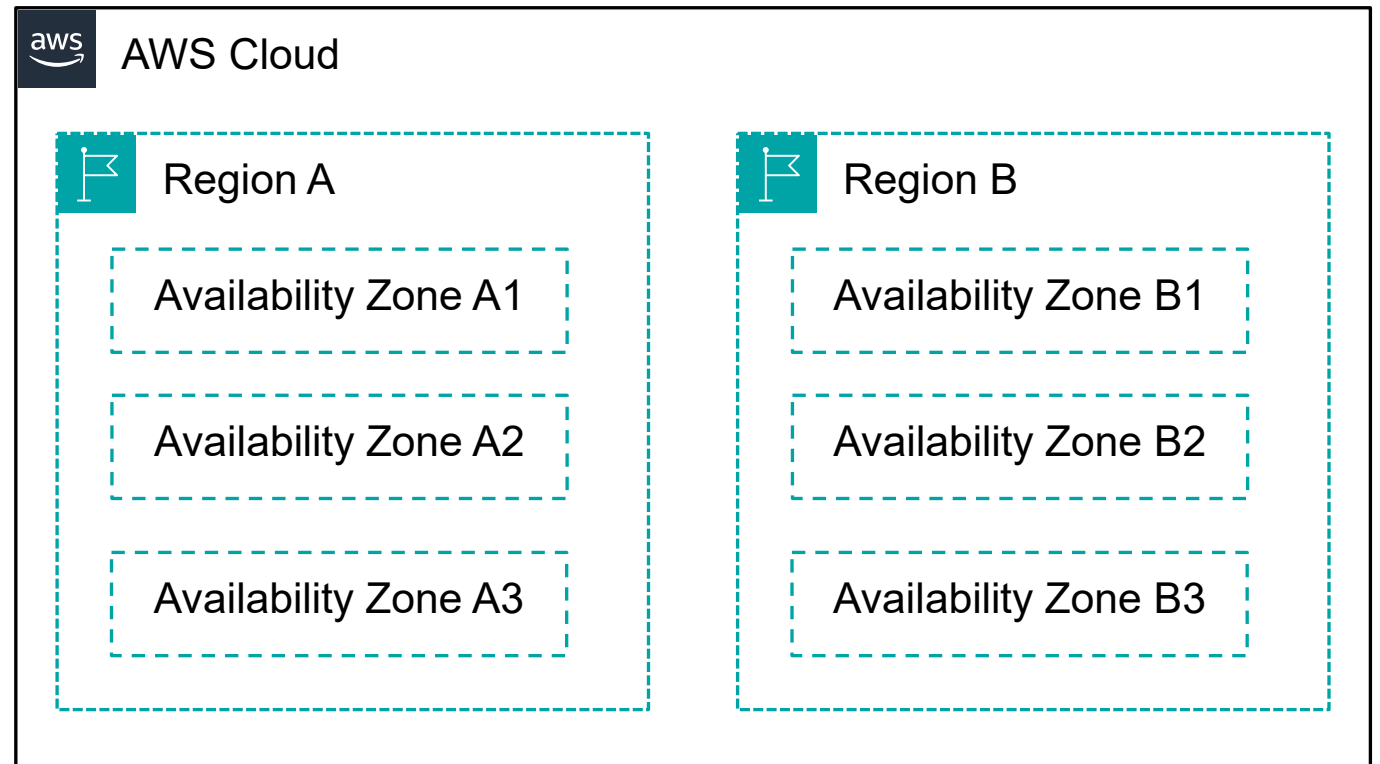 aws
AWS Cloud
Region A
Availability Zone A1
Availability Zone A2
Availability Zone A3
Region B
Availability Zone B1
Availability Zone B2
Availability Zone B3